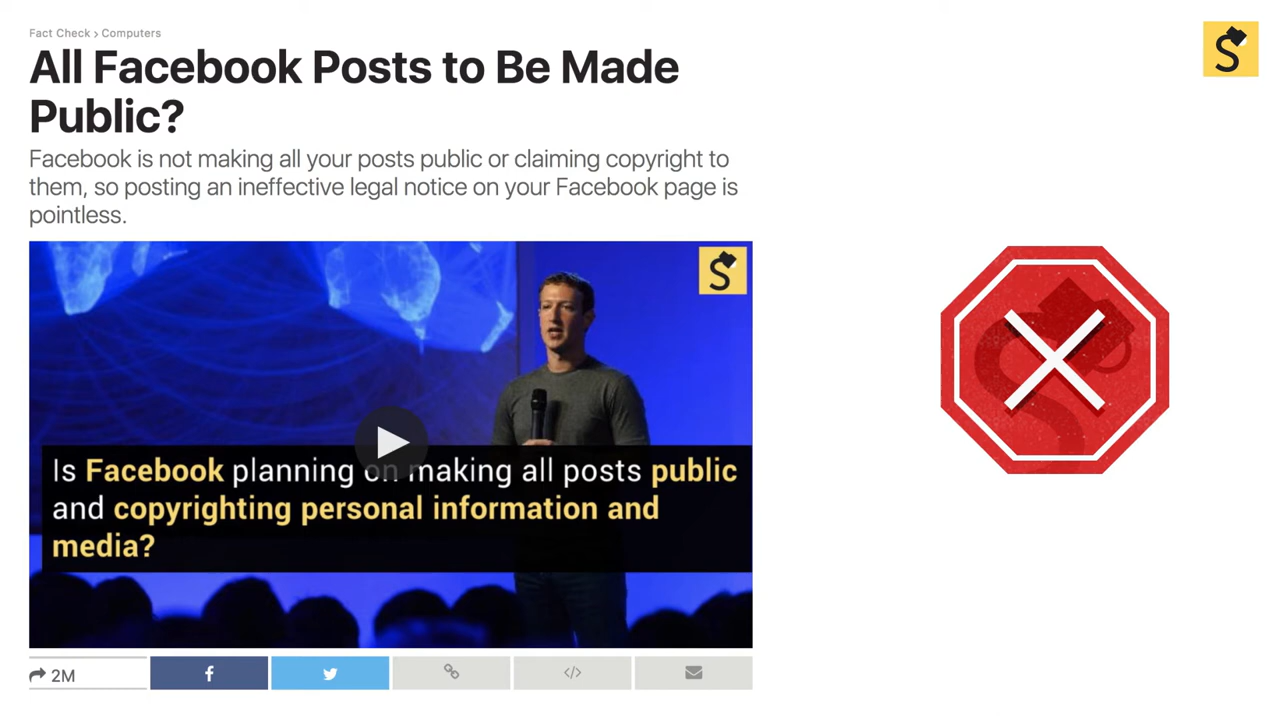 Fact Check › Computers
All Facebook Posts to Be Made
Public?
Facebook is not making all your posts public or claiming copyright to
them, so posting an ineffective legal notice on your Facebook page is
pointless.
Is Facebook planning on making all posts public
and copyrighting personal information and
media?
2M